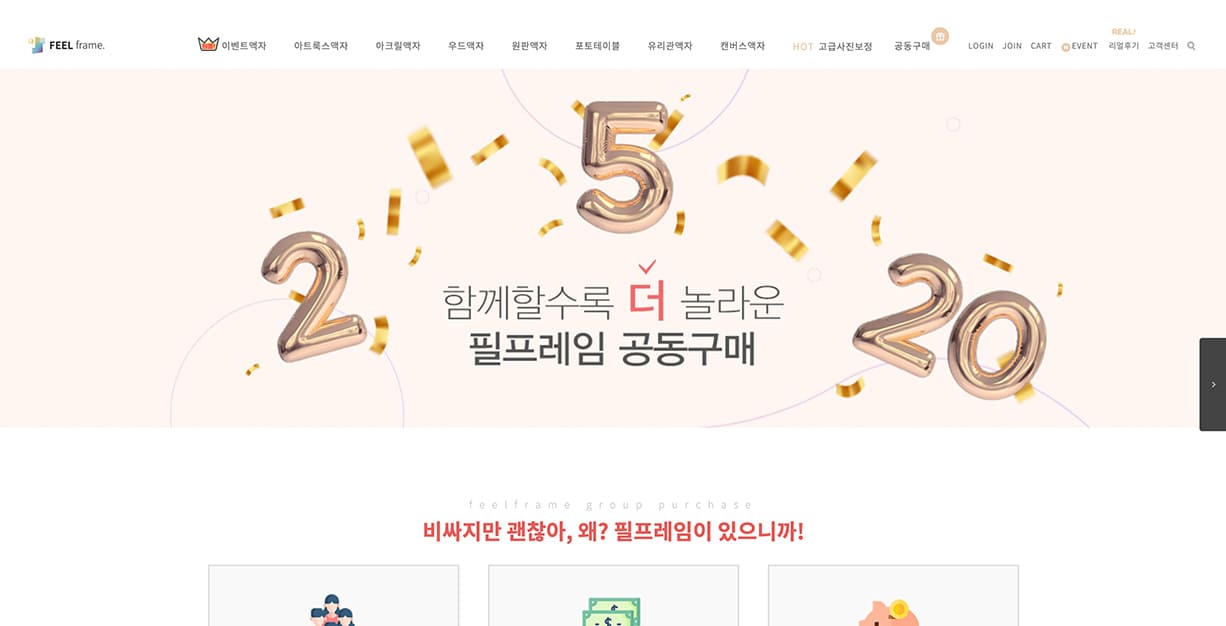 FEEL frame.
이벤트액자
아트룩스액자
아크릴액자
우드액자
원판액자
포토테이블
유리관액자
캔버스액자
HOT 고급사진보정
공동구매
LOGIN
JOIN
CART
N EVENT
REAL!
리얼후기
고객센터
5
2
20
함께할수록 더 놀라운
필프레임 공동구매
feelframe group purchase
비싸지만 괜찮아, 왜? 필프레임이 있으니까!